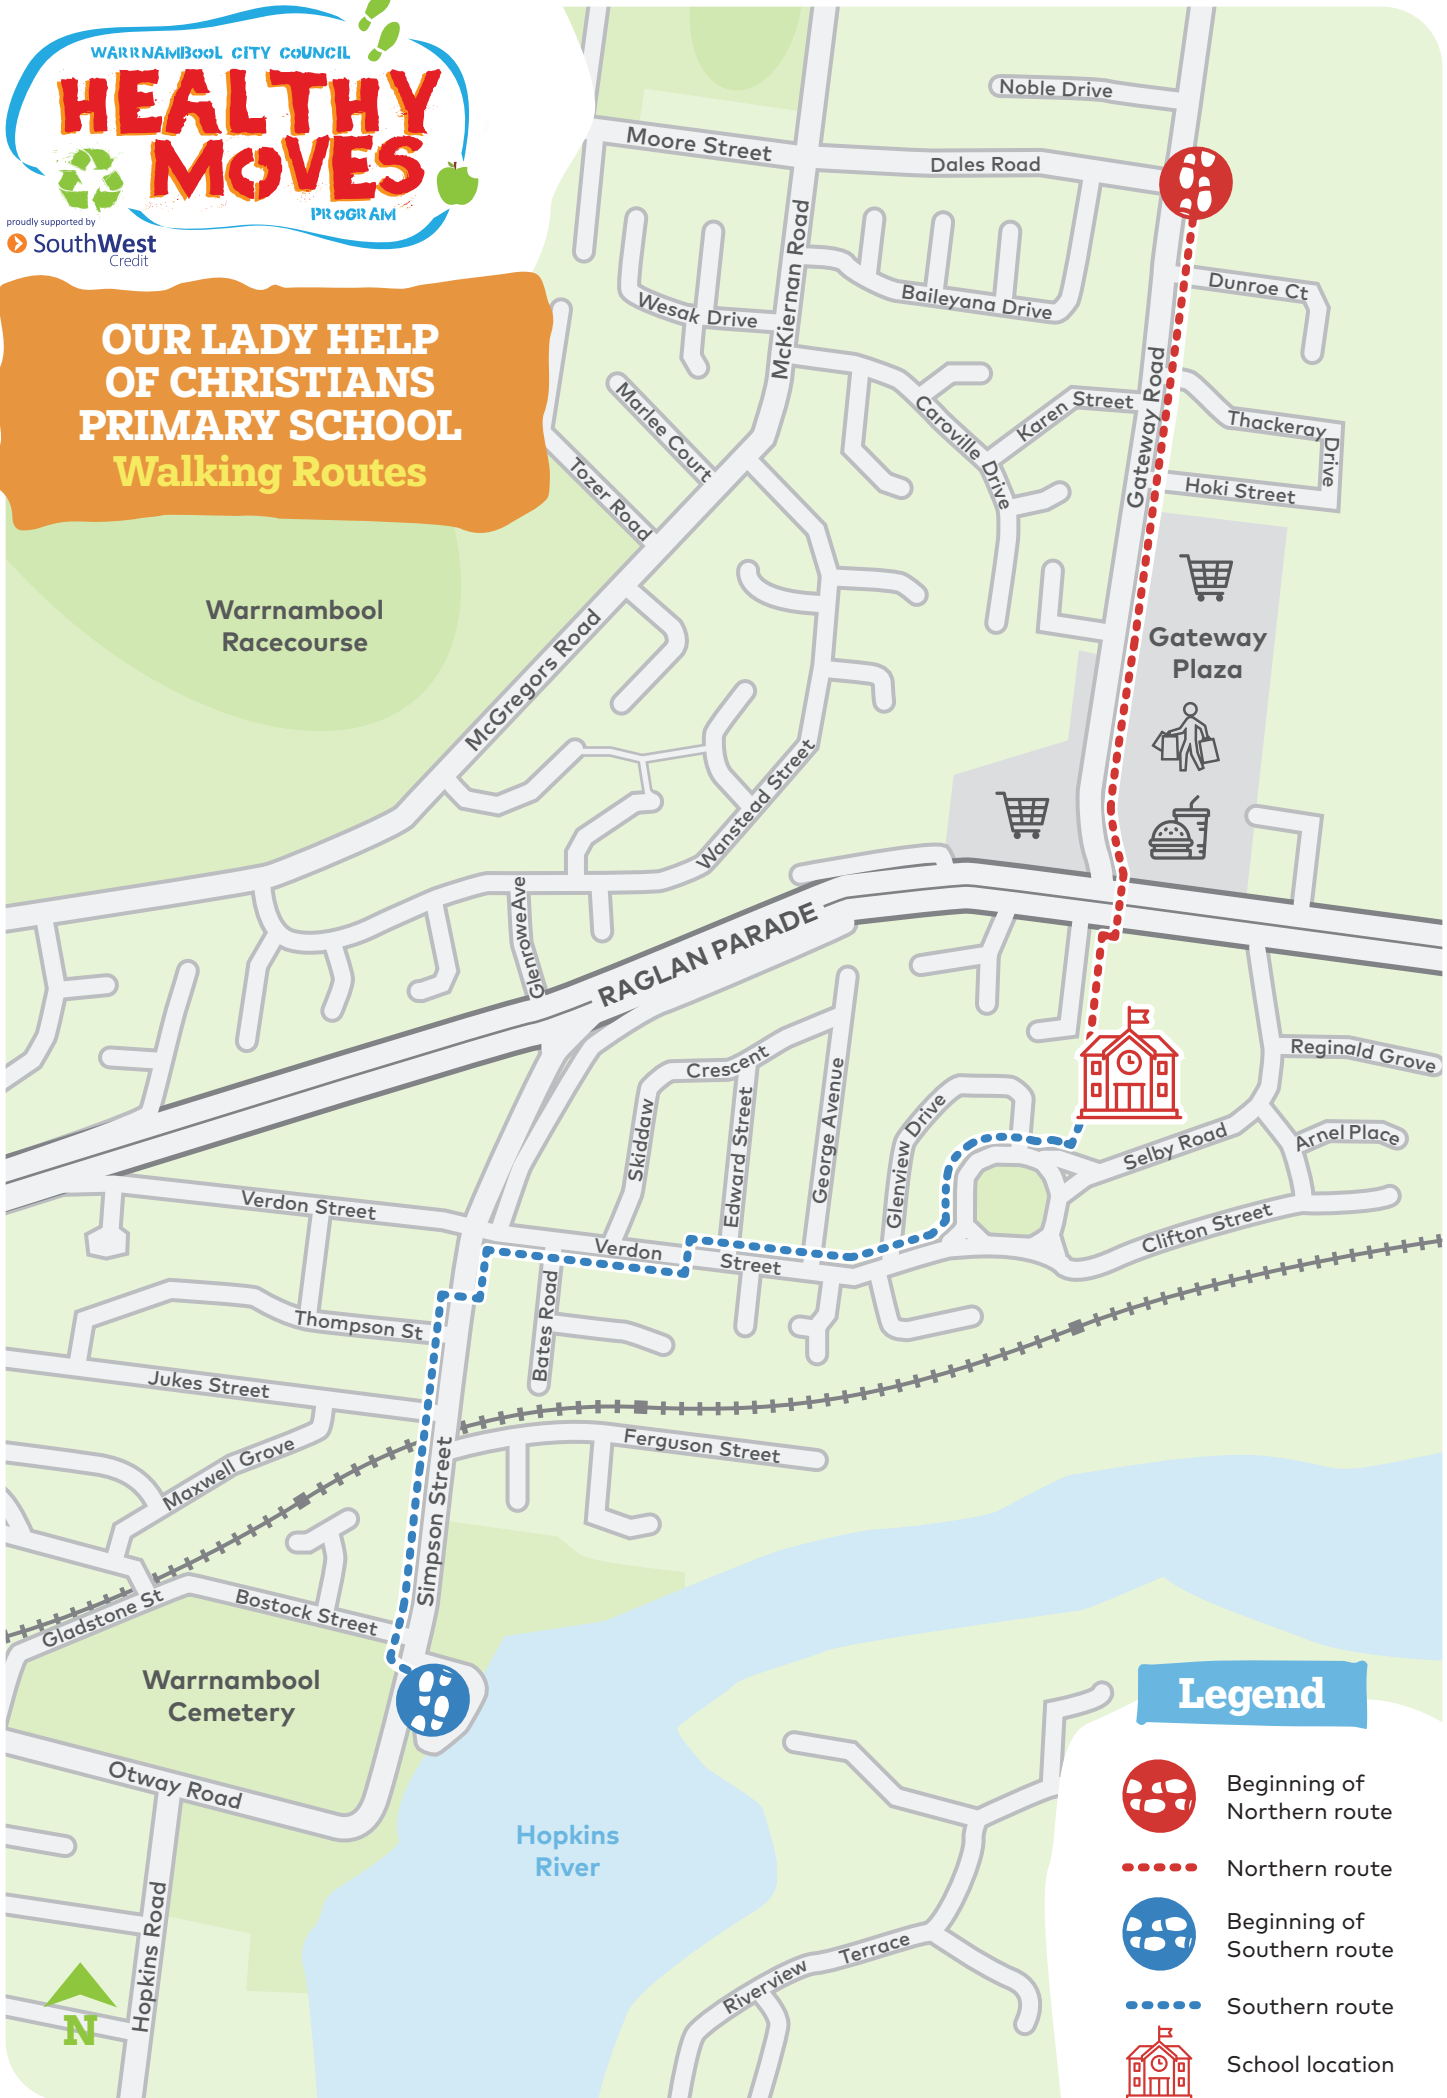 WARRNAMBOOL CITY COUNCIL
HEALTHY
MOVES
PROGRAM
proudly supported by
SouthWest
Credit
OUR LADY HELP
OF CHRISTIANS
PRIMARY SCHOOL
Walking Routes
Noble Drive
Moore Street
Dales Road
McKiernan Road
Wesak Drive
Baileyana Drive
Dunroe Ct
Gateway Road
Marlee Court
Tozer Road
Caroville Drive
Karen Street
Thackeray
Drive
Hoki Street
Warrnambool
Racecourse
McGregors Road
Gateway
Plaza
Wanstead Street
GlenroweAve
RAGLAN PARADE
Skiddaw
Crescent
Edward Street
George Avenue
Glenview Drive
Reginald Grove
Selby Road
Arnel Place
Clifton Street
Verdon Street
Verdon
Street
Bates Road
Thompson St
Jukes Street
Maxwell Grove
Simpson Street
Ferguson Street
Gladstone St
Bostock Street
Warrnambool
Cemetery
Otway Road
Hopkins Road
Hopkins
River
Riverview
Terrace
N
Legend
Beginning of
Northern route
Northern route
Beginning of
Southern route
Southern route
School location